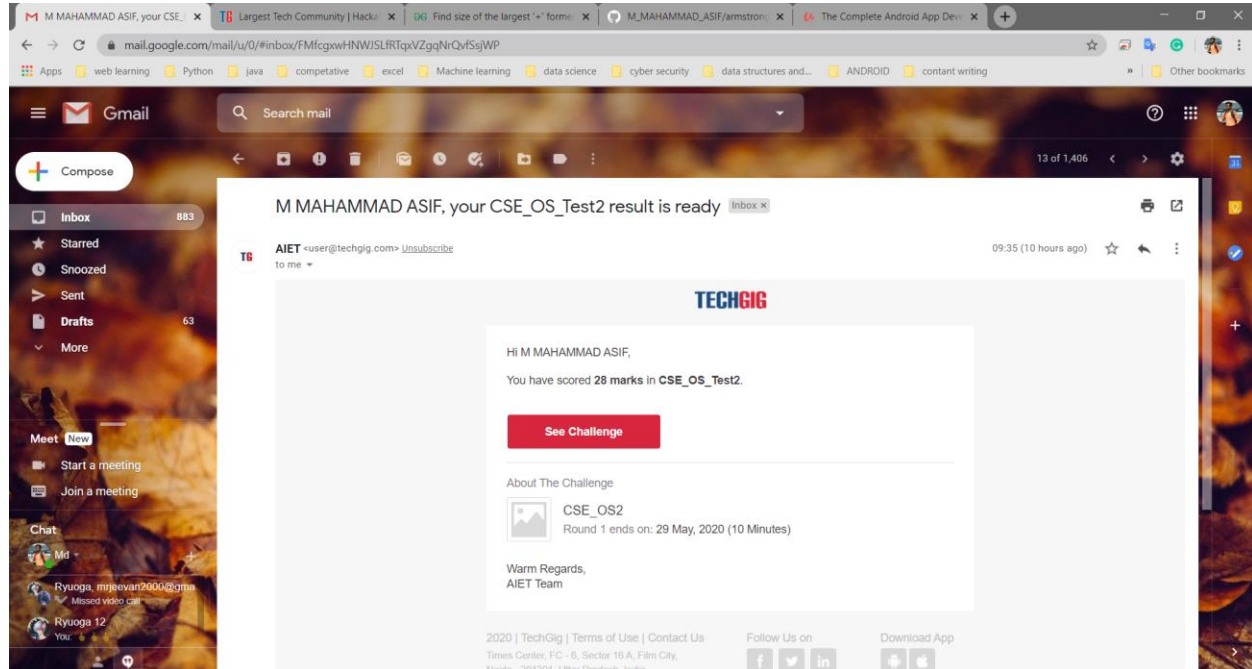 M MAHAMMAD ASIF, your CSE_
Largest Tech Community | Hacka
Find size of the largest '+' forme
M_MAHAMMAD_ASIF/armstrong
The Complete Android App Deve
mail.google.com/mail/u/0/#inbox/FMfcgxwHNWJSLfRTqxVZgqNrQvfSsjWP
Apps web learning Python java competative excel Machine learning data science cyber security data structures and... ANDROID contant writing » Other bookmarks
Gmail
Search mail
Compose
13 of 1,406
Inbox 883
Starred
Snoozed
Sent
Drafts 63
More
Meet New
Start a meeting
Join a meeting
Chat
Md
Ryuoga, mrjeevan2000@gma
Missed video call
Ryuoga 12
You:
M MAHAMMAD ASIF, your CSE_OS_Test2 result is ready Inbox x
TG
AIET <user@techgig.com> Unsubscribe
09:35 (10 hours ago)
to me
TECHGIG
Hi M MAHAMMAD ASIF,
You have scored 28 marks in CSE_OS_Test2.
See Challenge
About The Challenge
CSE_OS2
Round 1 ends on: 29 May, 2020 (10 Minutes)
Warm Regards,
AIET Team
2020 | TechGig | Terms of Use | Contact Us
Follow Us on
Download App
Times Center, FC - 6, Sector 16 A, Film City,
31